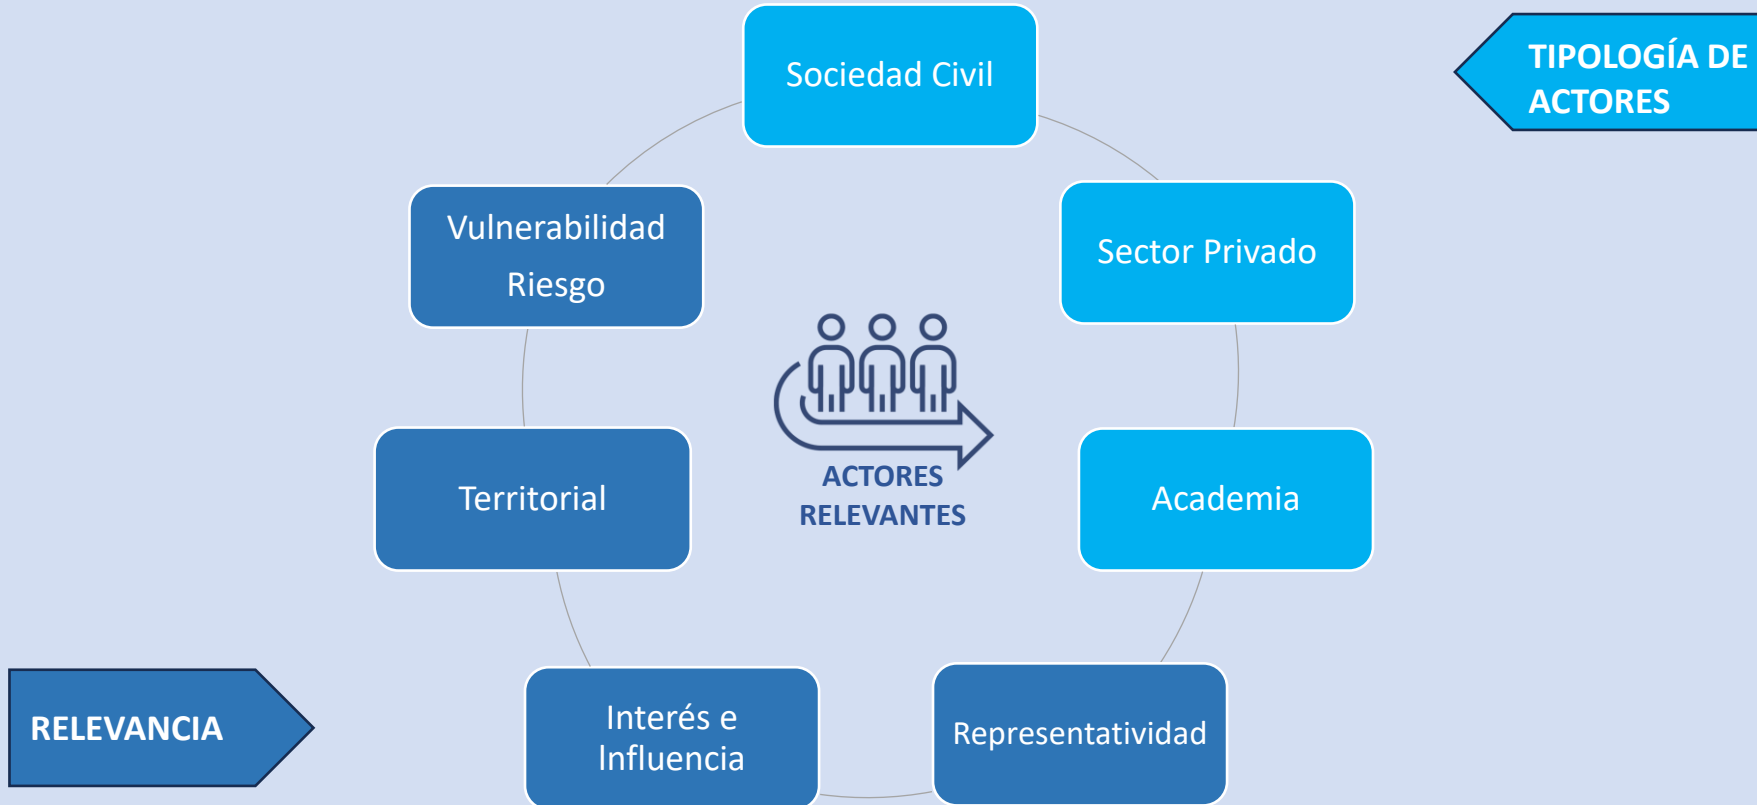 Sociedad Civil
TIPOLOGÍA DE
ACTORES
Vulnerabilidad
Riesgo
Sector Privado
ACTORES
RELEVANTES
Territorial
Academia
RELEVANCIA
Interés e
Influencia
Representatividad